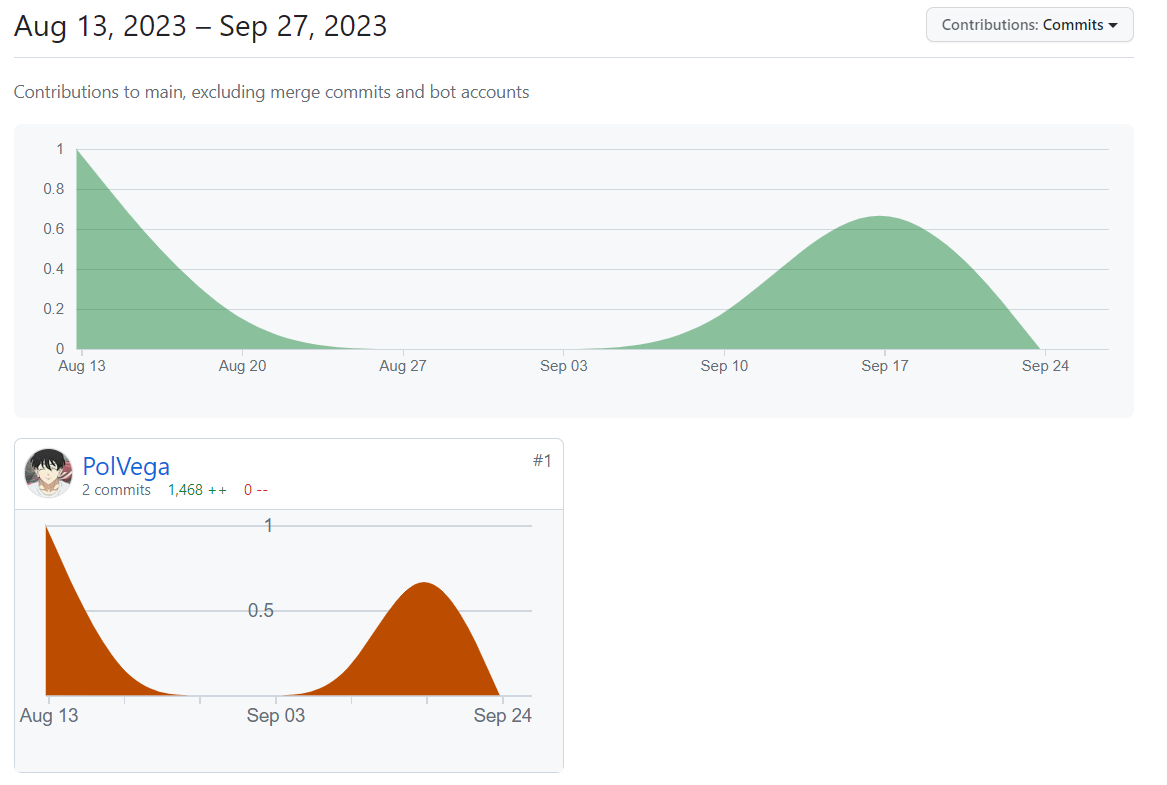 Aug 13, 2023 – Sep 27, 2023
Contributions: Commits
Contributions to main, excluding merge commits and bot accounts
1
0.8
0.6
0.4
0.2
0
Aug 13 Aug 20 Aug 27 Sep 03 Sep 10 Sep 17 Sep 24
PolVega
#1
2 commits 1,468 ++ 0 --
1
0.5
Aug 13 Sep 03 Sep 24